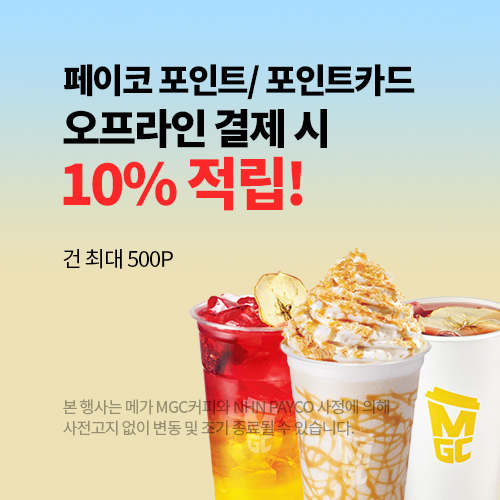 페이코 포인트/ 포인트카드
오프라인 결제 시
10% 적립!
건 최대 500P
본 행사는 메가 MGC커피와 NHN PAYCO 사정에 의해
사전고지 없이 변동 및 조기 종료될 수 있습니다.
M
GC